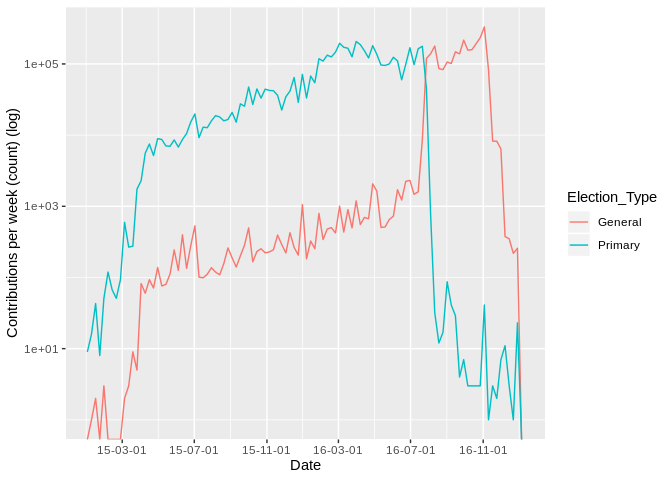 Contributions per week (count) (log)
1e+05
1e+03
1e+01
15-03-01 15-07-01 15-11-01 16-03-01 16-07-01 16-11-01
Date
Election_Type
General
Primary